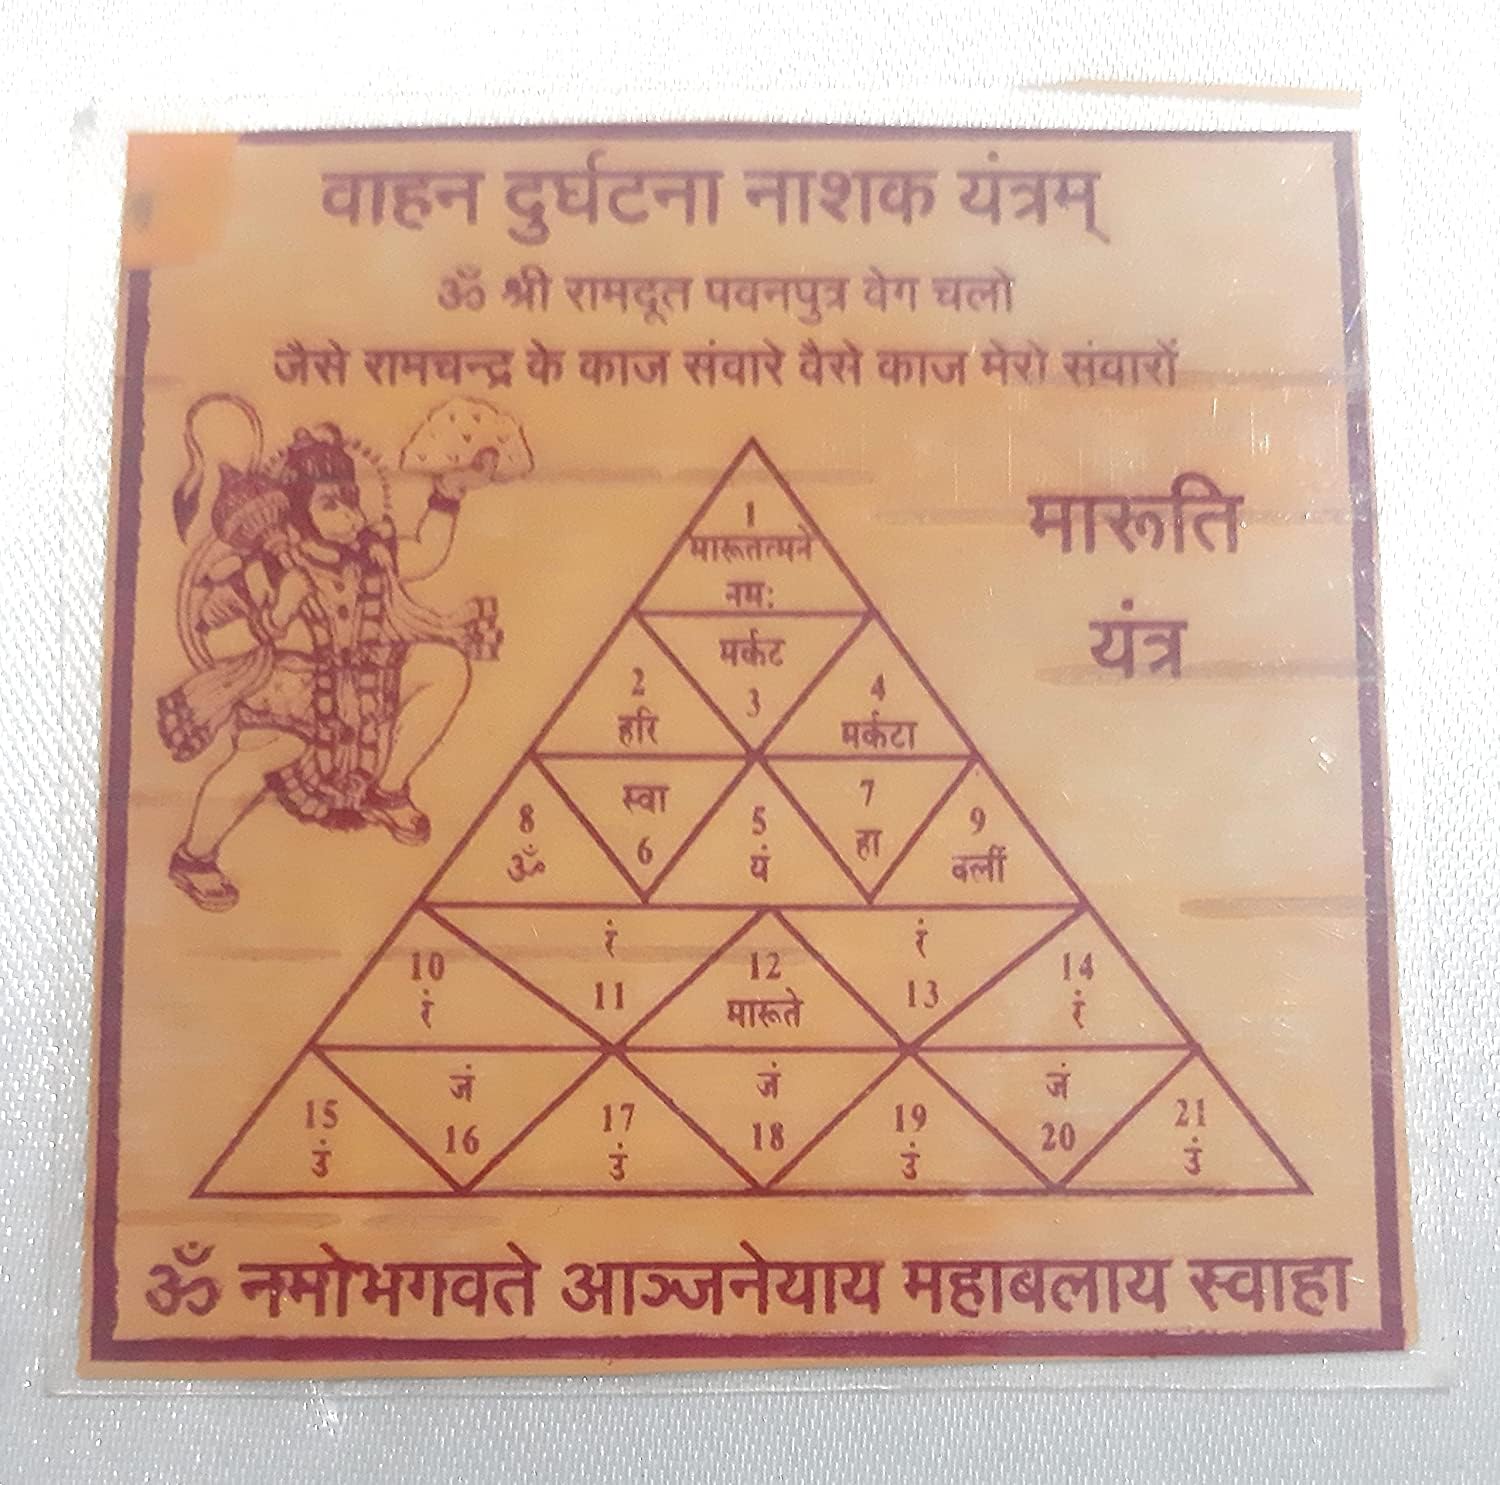 वाहन दुर्घटना नाशक यंत्रम्
ॐ श्री रामदूत पवनपुत्र वेग चलो
जैसे रामचन्द्र के काज संवारे वैसे काज मेरो संवारों
मारूति
यंत्र
1
मारूतत्मने
नमः
मर्कट
3
2
हरि
4
मर्कटा
8
ॐ
स्वा
6
5
यं
7
हा
9
क्लीं
10
रं
रं
11
12
मारूते
रं
13
14
रं
15
उं
जं
16
17
उं
जं
18
19
उं
जं
20
21
उं
ॐ नमोभगवते आञ्जनेयाय महाबलाय स्वाहा